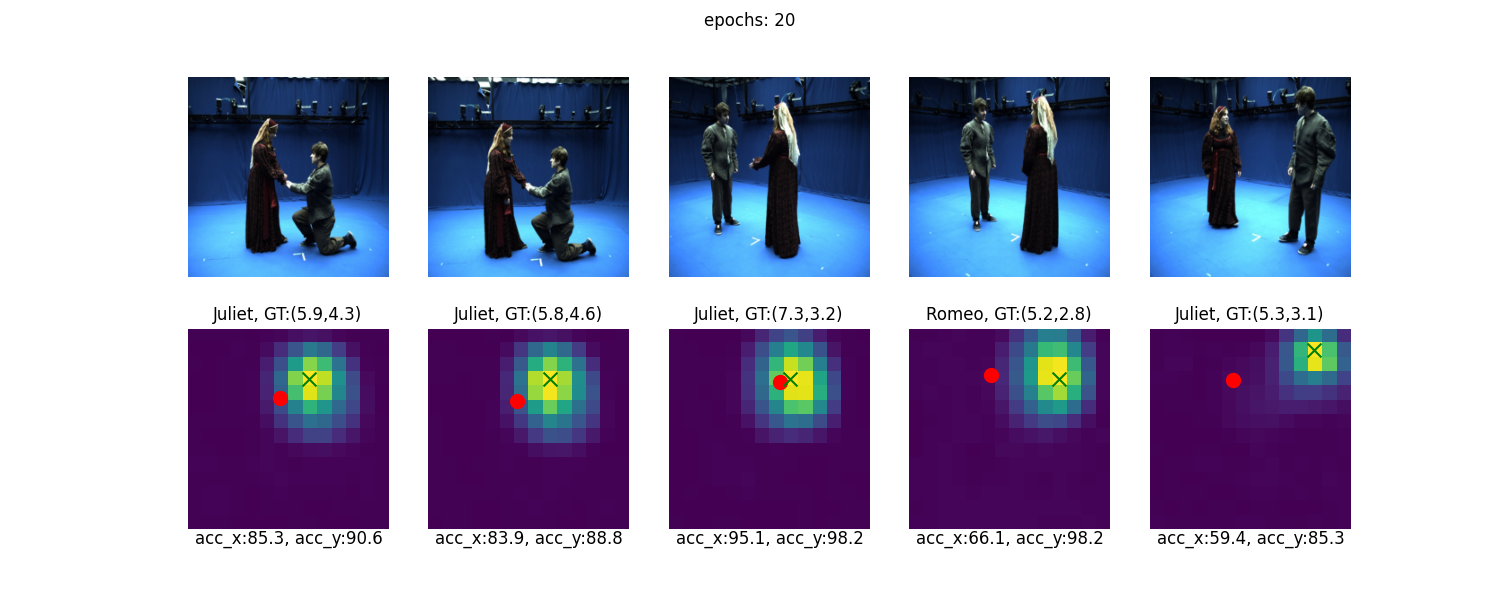 epochs: 20
Juliet, GT:(5.9,4.3)
Juliet, GT:(5.8,4.6)
Juliet, GT:(7.3,3.2)
Romeo, GT:(5.2,2.8)
Juliet, GT:(5.3,3.1)
acc_x:85.3, acc_y:90.6
acc_x:83.9, acc_y:88.8
acc_x:95.1, acc_y:98.2
acc_x:66.1, acc_y:98.2
acc_x:59.4, acc_y:85.3